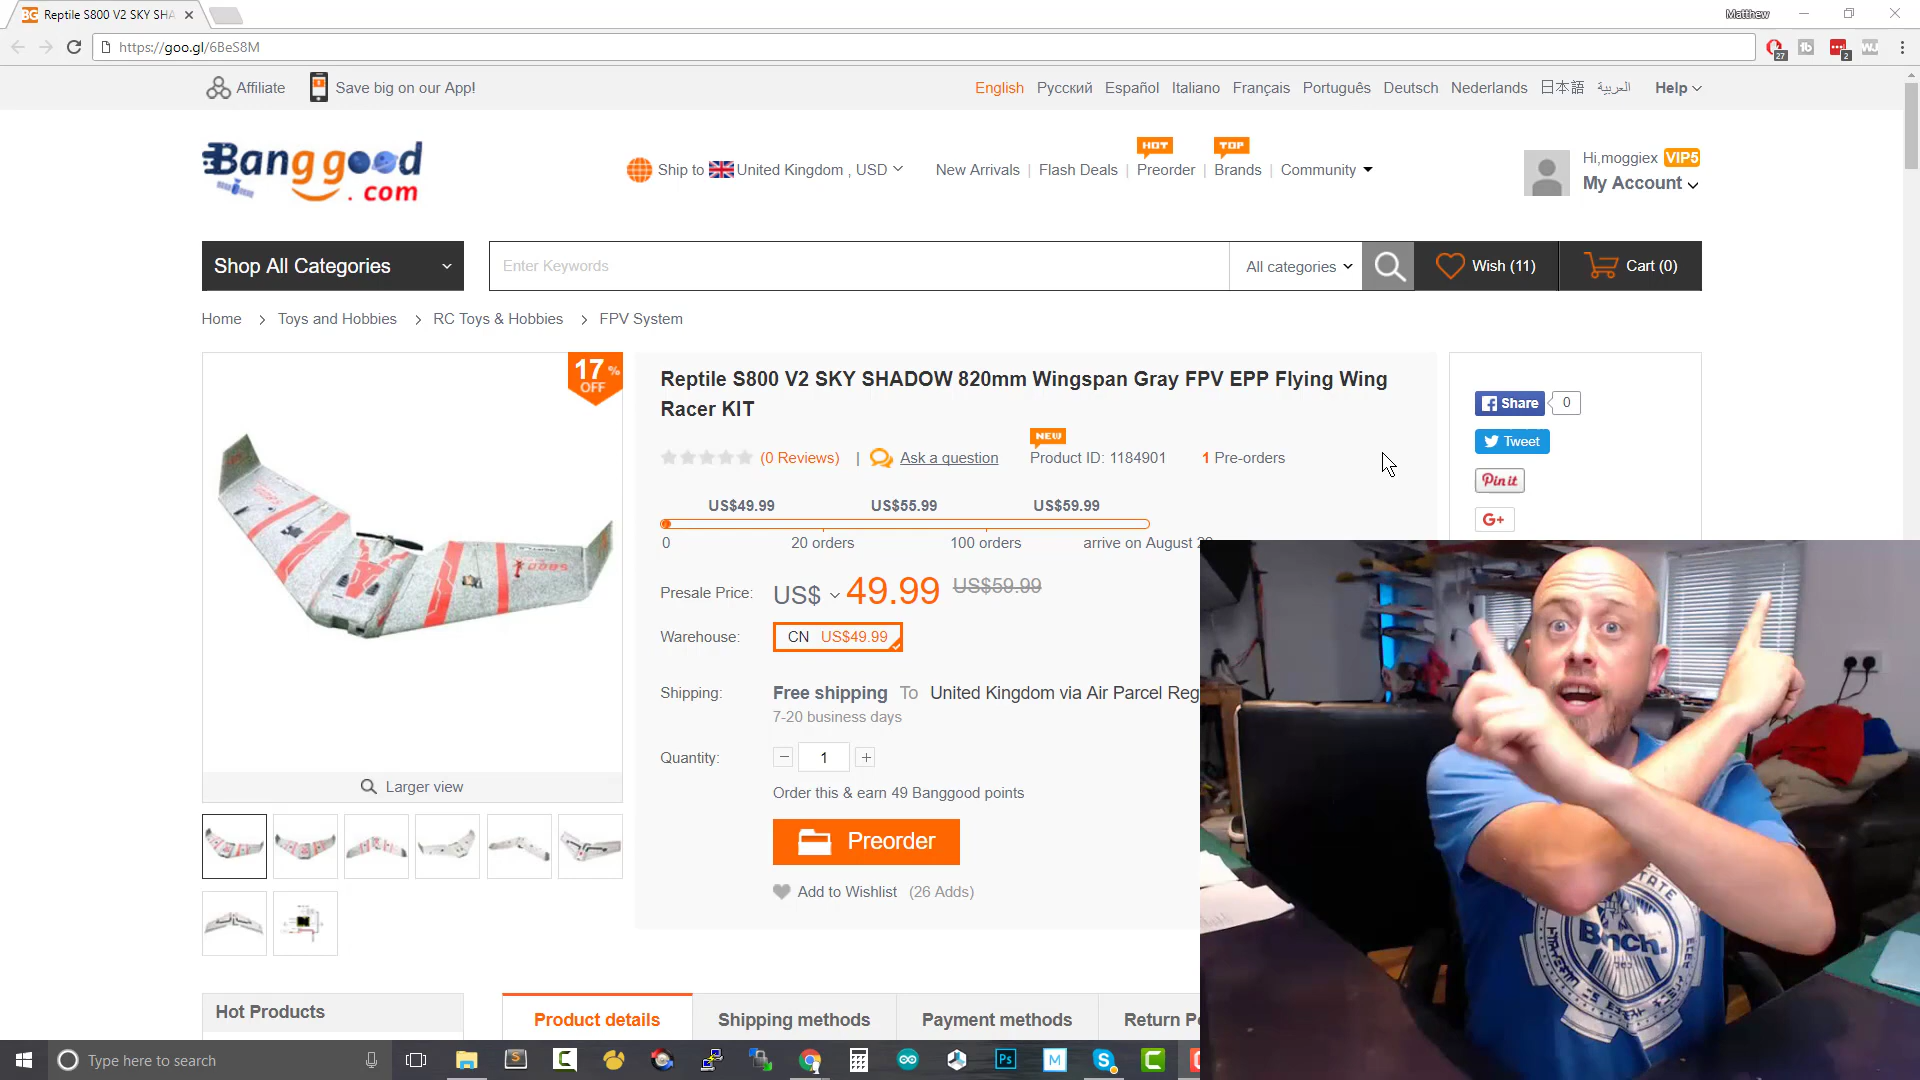 Reptile S800 V2 SKY SHA
Matthew
https://goo.gl/6BeS8M
27
2
Affiliate
Save big on our App!
English Русский Español Italiano Français Português Deutsch Nederlands 日本語 العربية Help
Banggood.com
Ship to United Kingdom , USD
New Arrivals | Flash Deals | Preorder | Brands | Community
HOT
TOP
Hi,moggiex VIP5
My Account
Shop All Categories
Enter Keywords
All categories
Wish (11)
Cart (0)
Home > Toys and Hobbies > RC Toys & Hobbies > FPV System
17% OFF
Reptile S800 V2 SKY SHADOW 820mm Wingspan Gray FPV EPP Flying Wing
Racer KIT
NEW
(0 Reviews) | Ask a question Product ID: 1184901 1 Pre-orders
US$49.99 US$55.99 US$59.99
0 20 orders 100 orders arrive on August
Presale Price: US$ 49.99 US$59.99
Warehouse: CN US$49.99
Shipping: Free shipping To United Kingdom via Air Parcel Reg
7-20 business days
Quantity: − 1 +
Order this & earn 49 Banggood points
Preorder
Add to Wishlist (26 Adds)
Larger view
Share 0
Tweet
Pin it
G+
S800
Bench.
Hot Products
Product details
Shipping methods
Payment methods
Return P
Type here to search
Ps
M